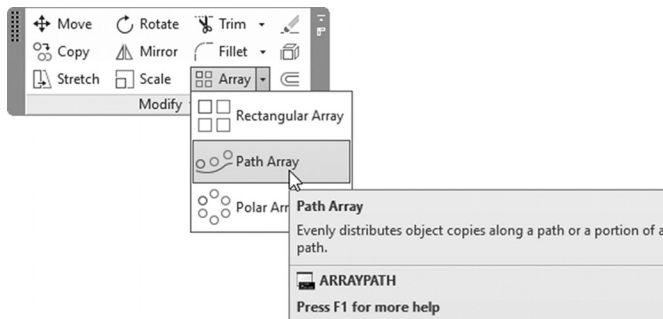 Move Rotate Trim
Copy Mirror Fillet
Stretch Scale Array
Modify
Rectangular Array
Path Array
Polar Arr
Path Array
Evenly distributes object copies along a path or a portion of a
path.
ARRAYPATH
Press F1 for more help